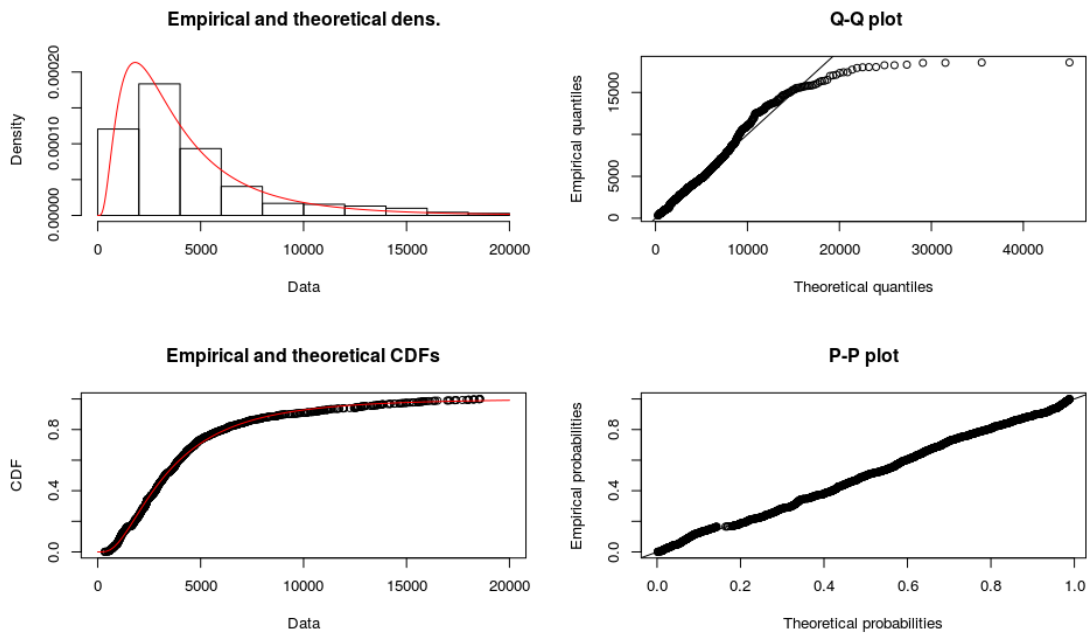 Empirical and theoretical dens.
Density
0.00000 0.00010 0.00020
0 5000 10000 15000 20000
Data
Q-Q plot
Empirical quantiles
0 5000 15000
0 10000 20000 30000 40000
Theoretical quantiles
Empirical and theoretical CDFs
CDF
0.0 0.4 0.8
0 5000 10000 15000 20000
Data
P-P plot
Empirical probabilities
0.0 0.4 0.8
0.0 0.2 0.4 0.6 0.8 1.0
Theoretical probabilities